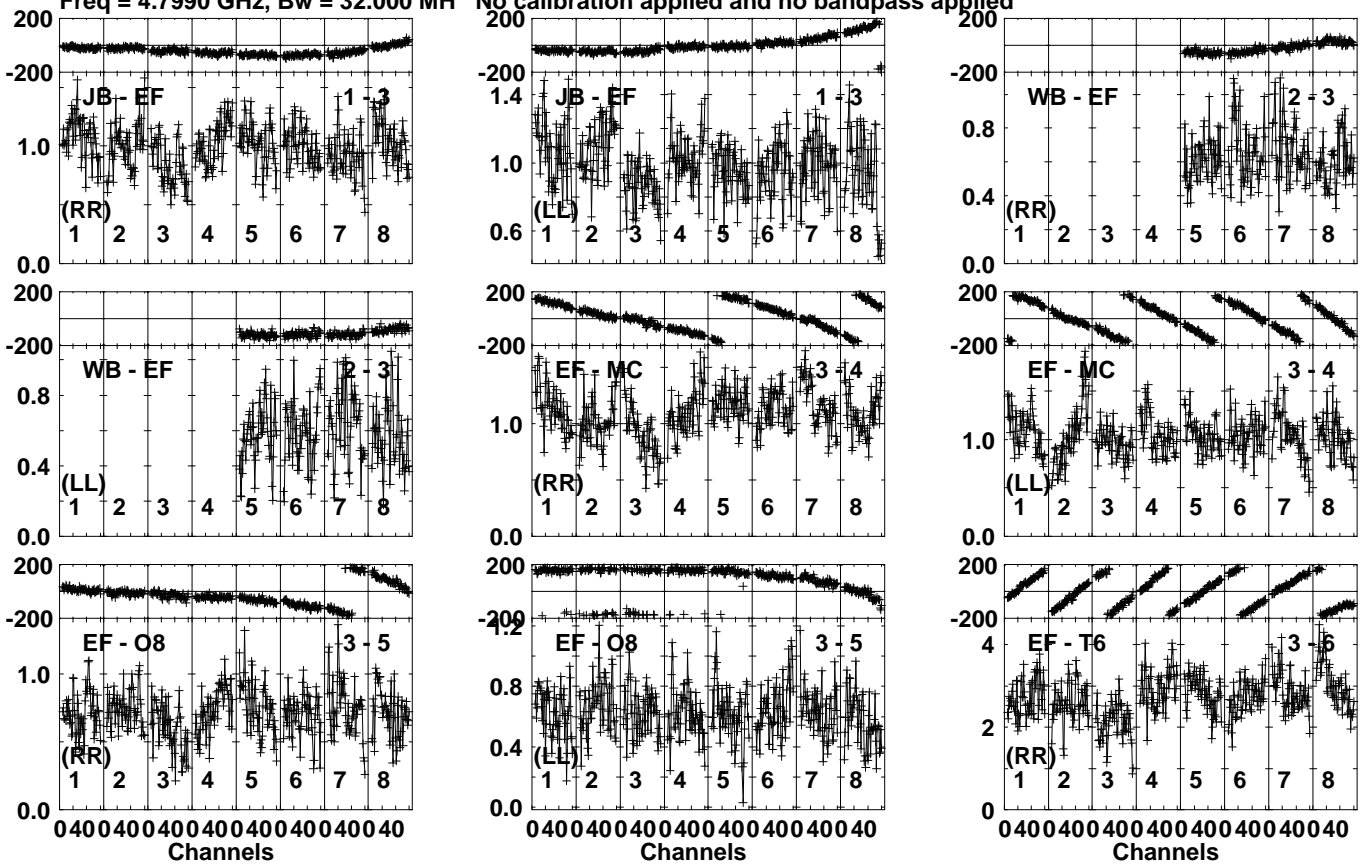 Freq = 4.7990 GHz, Bw = 32.000 MH No calibration applied and no bandpass applied
200
-200
JB - EF 1 - 3
1.0
(RR)
1 2 3 4 5 6 7 8
0.0
200
-200
1.4
JB - EF 1 - 3
1.0
(LL)
0.6
1 2 3 4 5 6 7 8
200
-200
WB - EF 2 - 3
0.8
0.4
(RR)
1 2 3 4 5 6 7 8
0.0
200
-200
WB - EF 2 - 3
0.8
0.4
(LL)
1 2 3 4 5 6 7 8
0.0
200
-200
EF - MC 3 - 4
1.0
(RR)
1 2 3 4 5 6 7 8
0.0
200
-200
EF - MC 3 - 4
1.0
(LL)
1 2 3 4 5 6 7 8
0.0
200
-200
EF - O8 3 - 5
1.0
(RR)
1 2 3 4 5 6 7 8
0.0
0 40 0 40 0 40 0 40 0 40 0 40 0 40 0 40
Channels
200
-200
1.2
EF - O8 3 - 5
0.8
0.4
(LL)
1 2 3 4 5 6 7 8
0.0
0 40 0 40 0 40 0 40 0 40 0 40 0 40 0 40
Channels
200
-200
4
EF - T6 3 - 6
2
(RR)
1 2 3 4 5 6 7 8
0
0 40 0 40 0 40 0 40 0 40 0 40 0 40 0 40
Channels